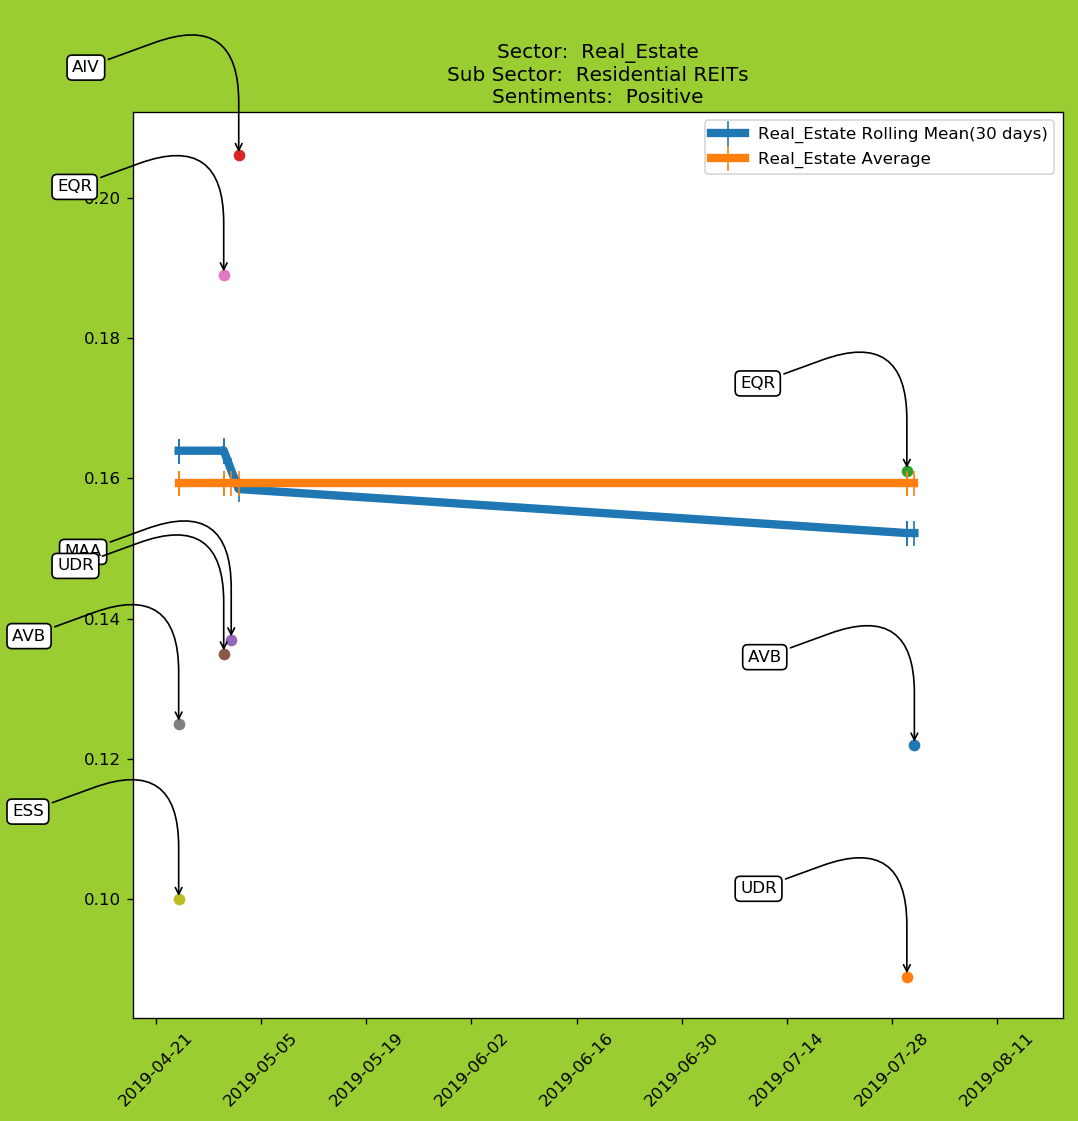 AIV
Sector:  Real_Estate
Sub Sector:  Residential REITs
Sentiments:  Positive
Real_Estate Rolling Mean(30 days)
Real_Estate Average
EQR
0.20
0.18
EQR
0.16
MAA
UDR
AVB
0.14
AVB
0.12
ESS
UDR
0.10
2019-04-21
2019-05-05
2019-05-19
2019-06-02
2019-06-16
2019-06-30
2019-07-14
2019-07-28
2019-08-11